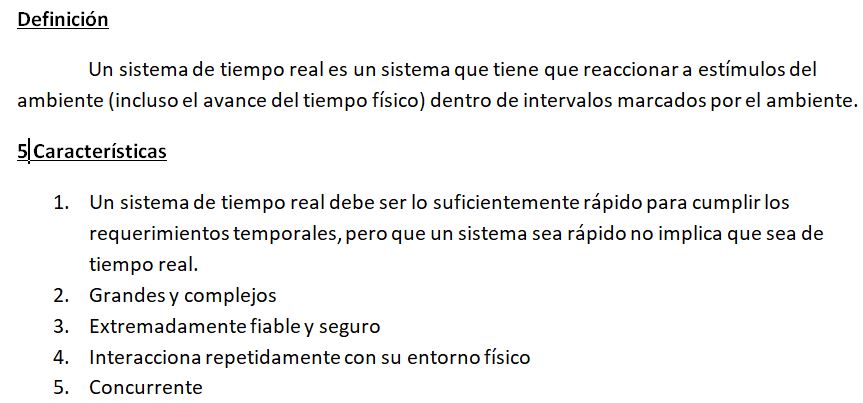 Definición
Un sistema de tiempo real es un sistema que tiene que reaccionar a estímulos del
ambiente (incluso el avance del tiempo físico) dentro de intervalos marcados por el ambiente.
5 Características
1. Un sistema de tiempo real debe ser lo suficientemente rápido para cumplir los
requerimientos temporales, pero que un sistema sea rápido no implica que sea de
tiempo real.
2. Grandes y complejos
3. Extremadamente fiable y seguro
4. Interacciona repetidamente con su entorno físico
5. Concurrente